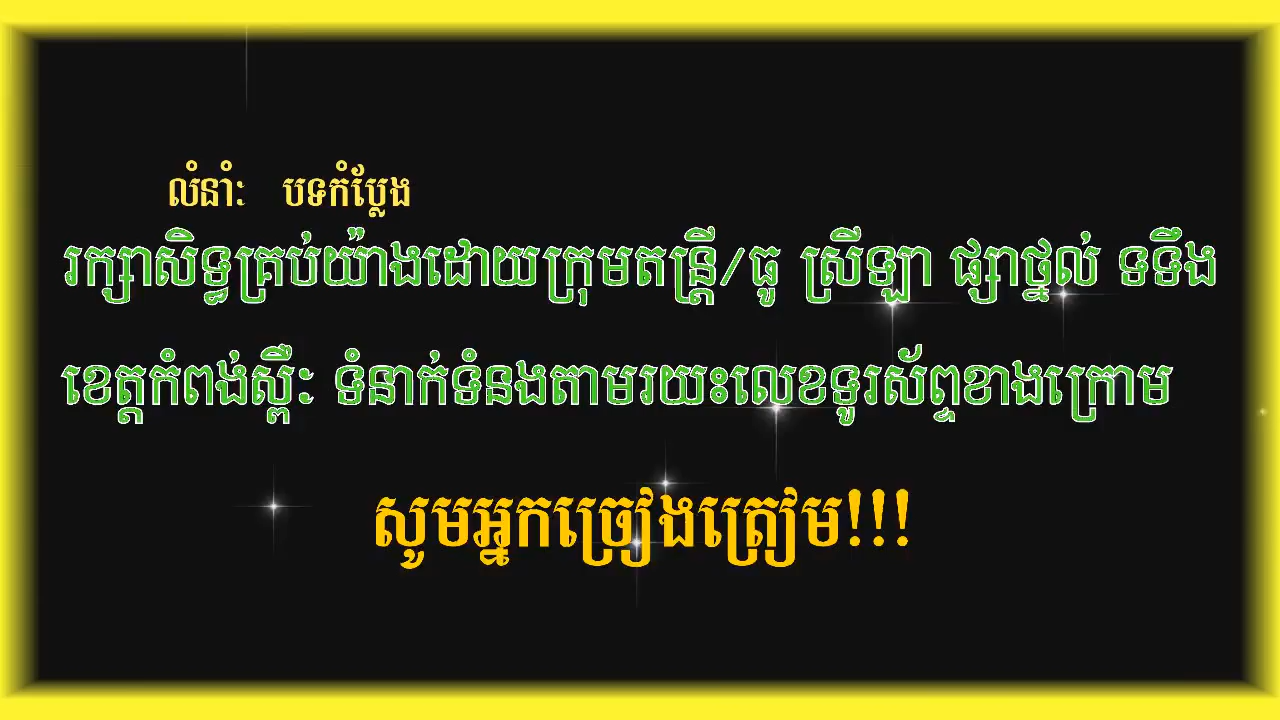 លំនាំៈ បទកំប្លែង
រក្សាសិទ្ធគ្រប់យ៉ាងដោយក្រុមតន្ត្រី/ធូ ស្រីឡា ផ្សាថ្នល់ ទទឹង
ខេត្តកំពង់ស្ពឺៈ ទំនាក់ទំនងតាមរយះលេខទូរស័ព្ទខាងក្រោម
សូមអ្នកច្រៀងត្រៀម!!!